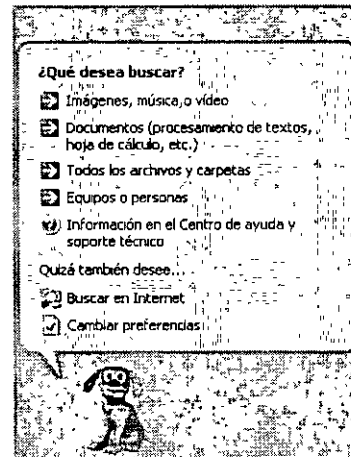 ¿Qué desea buscar?
Imágenes, música, o vídeo
Documentos (procesamiento de textos,
hoja de cálculo, etc.)
Todos los archivos y carpetas
Equipos o personas
Información en el Centro de ayuda y
soporte técnico
Quizá también desee...
Buscar en Internet
Cambiar preferencias